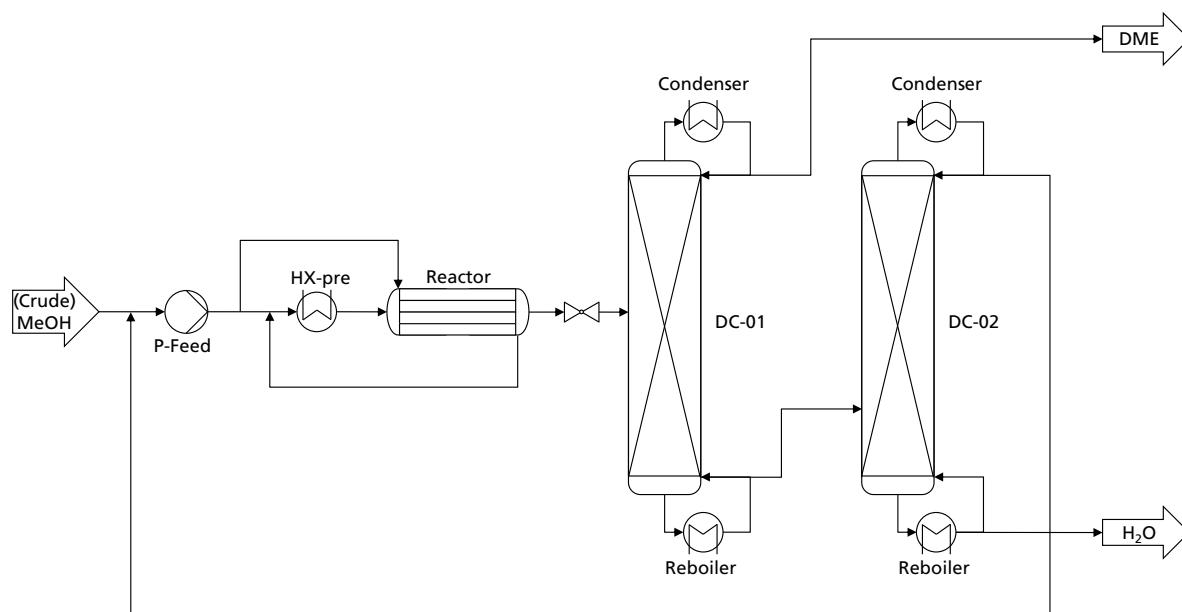 DME
Condenser
Condenser
(Crude)
MeOH
HX-pre
Reactor
P-Feed
DC-01
DC-02
Reboiler
Reboiler
H₂O